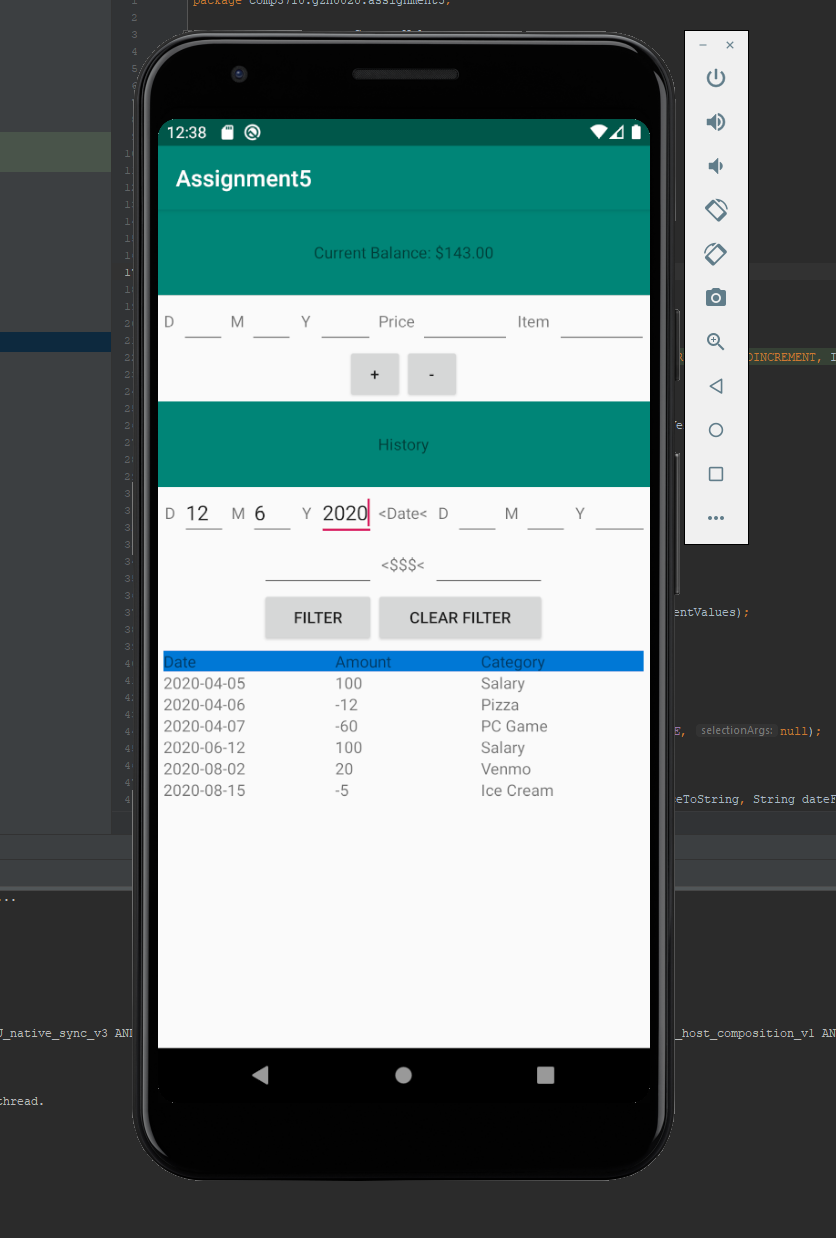 package comp3710.gzh0020.assignment5;
12:38
Assignment5
Current Balance: $143.00
D M Y Price Item
+ -
DINCREMENT, I
History
D 12 M 6 Y 2020 <Date< D M Y
<$$$<
entValues);
FILTER CLEAR FILTER
Date Amount Category
2020-04-05 100 Salary
2020-04-06 -12 Pizza
2020-04-07 -60 PC Game
E, selectionArgs: null);
2020-06-12 100 Salary
2020-08-02 20 Venmo
2020-08-15 -5 Ice Cream
eToString, String dateF
...
J_native_sync_v3 AN
_host_composition_v1 AN
thread.